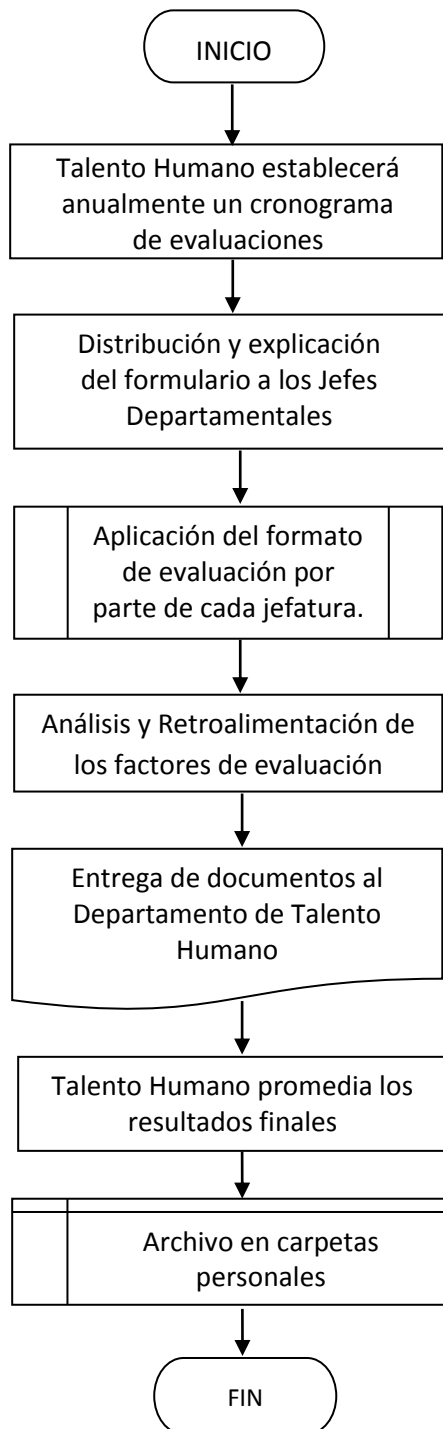 INICIO
Talento Humano establecerá
anualmente un cronograma
de evaluaciones
Distribución y explicación
del formulario a los Jefes
Departamentales
Aplicación del formato
de evaluación por
parte de cada jefatura.
Análisis y Retroalimentación de
los factores de evaluación
Entrega de documentos al
Departamento de Talento
Humano
Talento Humano promedia los
resultados finales
Archivo en carpetas
personales
FIN